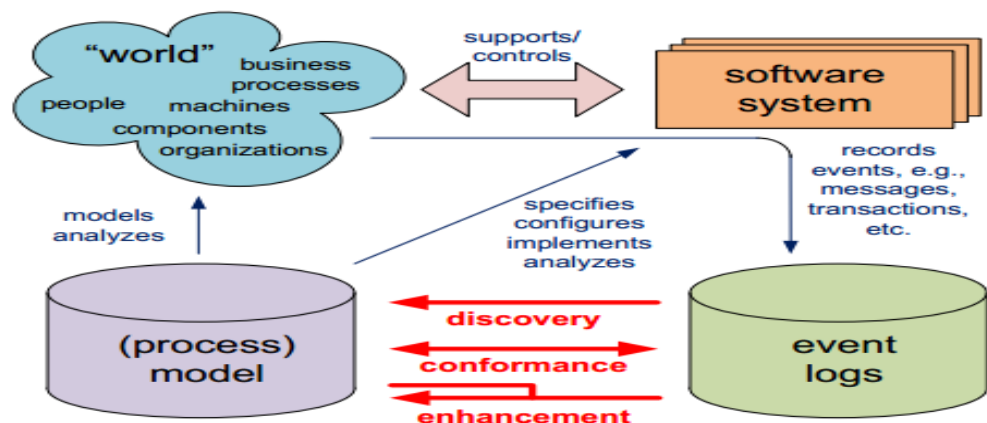 “world”
business
processes
people
machines
components
organizations
supports/
controls
software
system
records
events, e.g.,
messages,
transactions,
etc.
models
analyzes
specifies
configures
implements
analyzes
(process)
model
discovery
conformance
enhancement
event
logs